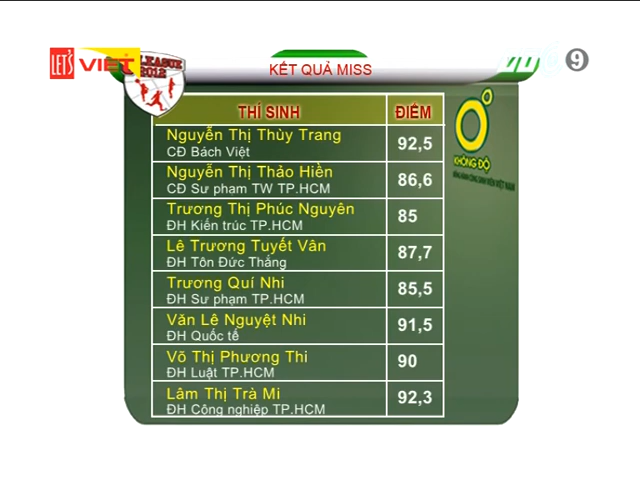 LET'S VIỆT
LEAGUE
2012
KẾT QUẢ MISS
9
THÍ SINH ĐIỂM
Nguyễn Thị Thùy Trang 92,5
CĐ Bách Việt
Nguyễn Thị Thảo Hiền 86,6
CĐ Sư phạm TW TP.HCM
Trương Thị Phúc Nguyên 85
ĐH Kiến trúc TP.HCM
Lê Trương Tuyết Vân 87,7
ĐH Tôn Đức Thắng
Trương Quí Nhi 85,5
ĐH Sư phạm TP.HCM
Văn Lê Nguyệt Nhi 91,5
ĐH Quốc tế
Võ Thị Phương Thi 90
ĐH Luật TP.HCM
Lâm Thị Trà Mi 92,3
ĐH Công nghiệp TP.HCM
KHÔNG ĐỘ